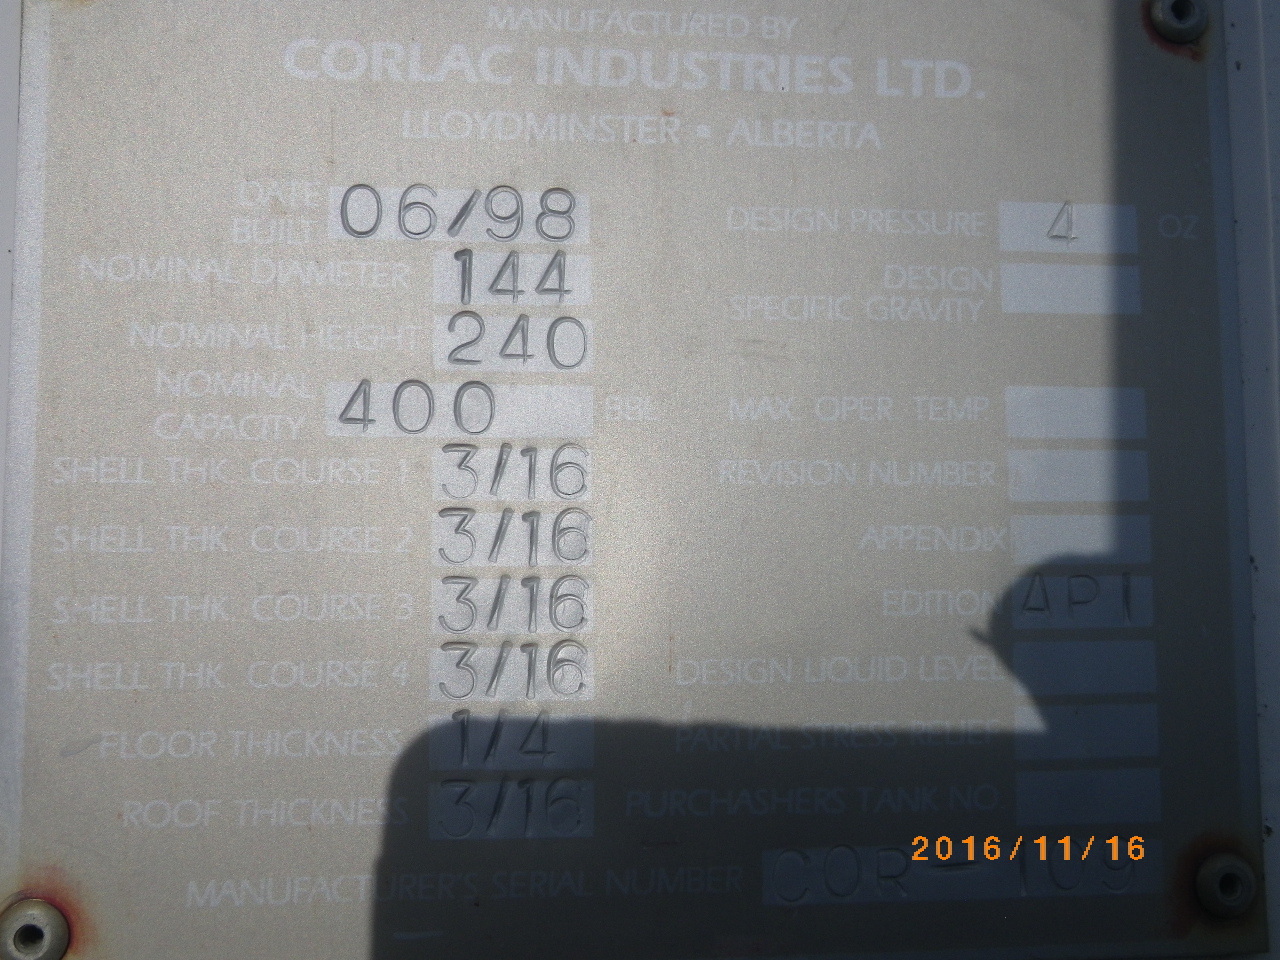 MANUFACTURED BY
CORLAC INDUSTRIES LTD.
LLOYDMINSTER • ALBERTA
DATE BUILT 06/98
DESIGN PRESSURE 4 OZ
NOMINAL DIAMETER 144
DESIGN SPECIFIC GRAVITY
NOMINAL HEIGHT 240
NOMINAL CAPACITY 400 BBL
MAX. OPER. TEMP
SHELL THK. COURSE 1 3/16
REVISION NUMBER
SHELL THK. COURSE 2 3/16
APPENDIX
SHELL THK. COURSE 3 3/16
EDITION API
SHELL THK. COURSE 4 3/16
DESIGN LIQUID LEVEL
FLOOR THICKNESS 1/4
PARTIAL STRESS RELIEF
ROOF THICKNESS 3/16
PURCHASHERS TANK NO
MANUFACTURER'S SERIAL NUMBER COR-109
2016/11/16